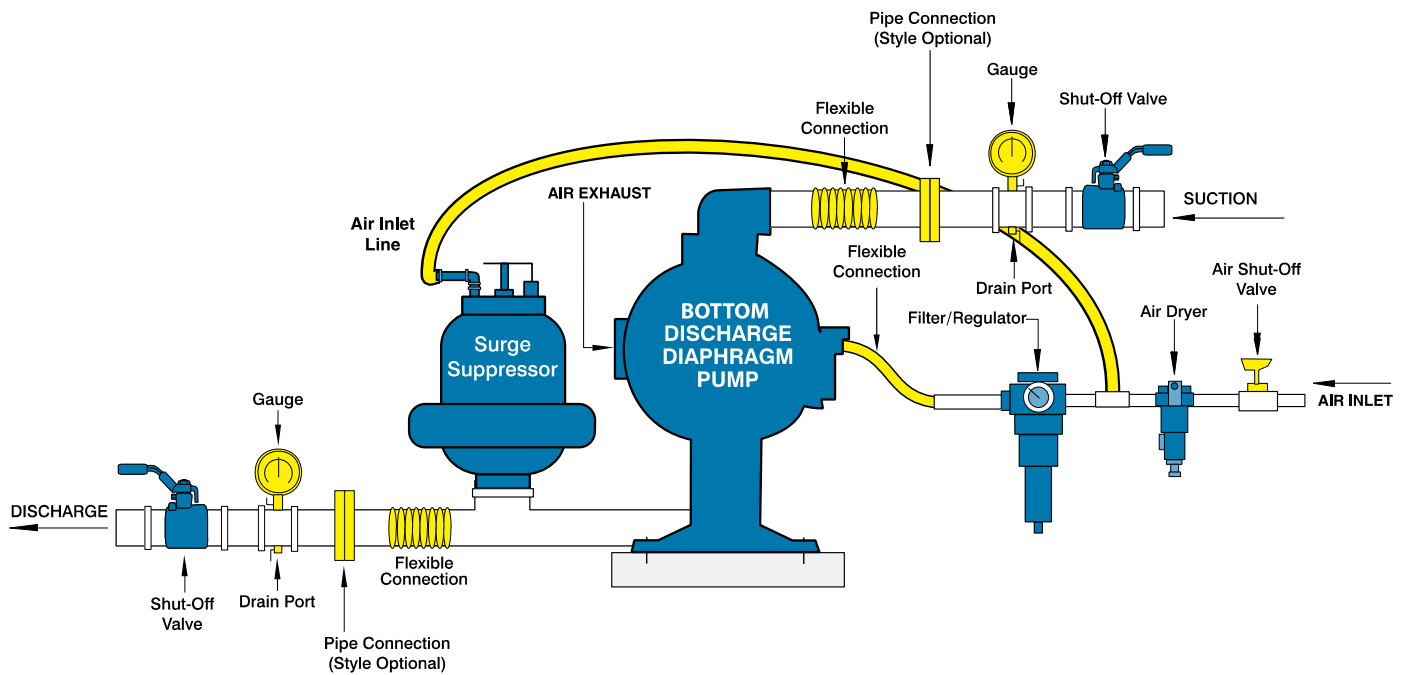 Pipe Connection
(Style Optional)
Gauge
Shut-Off Valve
Flexible
Connection
AIR EXHAUST
SUCTION
Air Inlet
Line
Flexible
Connection
Drain Port
Air Shut-Off
Valve
Filter/Regulator
Air Dryer
BOTTOM
DISCHARGE
DIAPHRAGM
PUMP
Surge
Suppressor
AIR INLET
Gauge
DISCHARGE
Flexible
Connection
Shut-Off
Valve
Drain Port
Pipe Connection
(Style Optional)